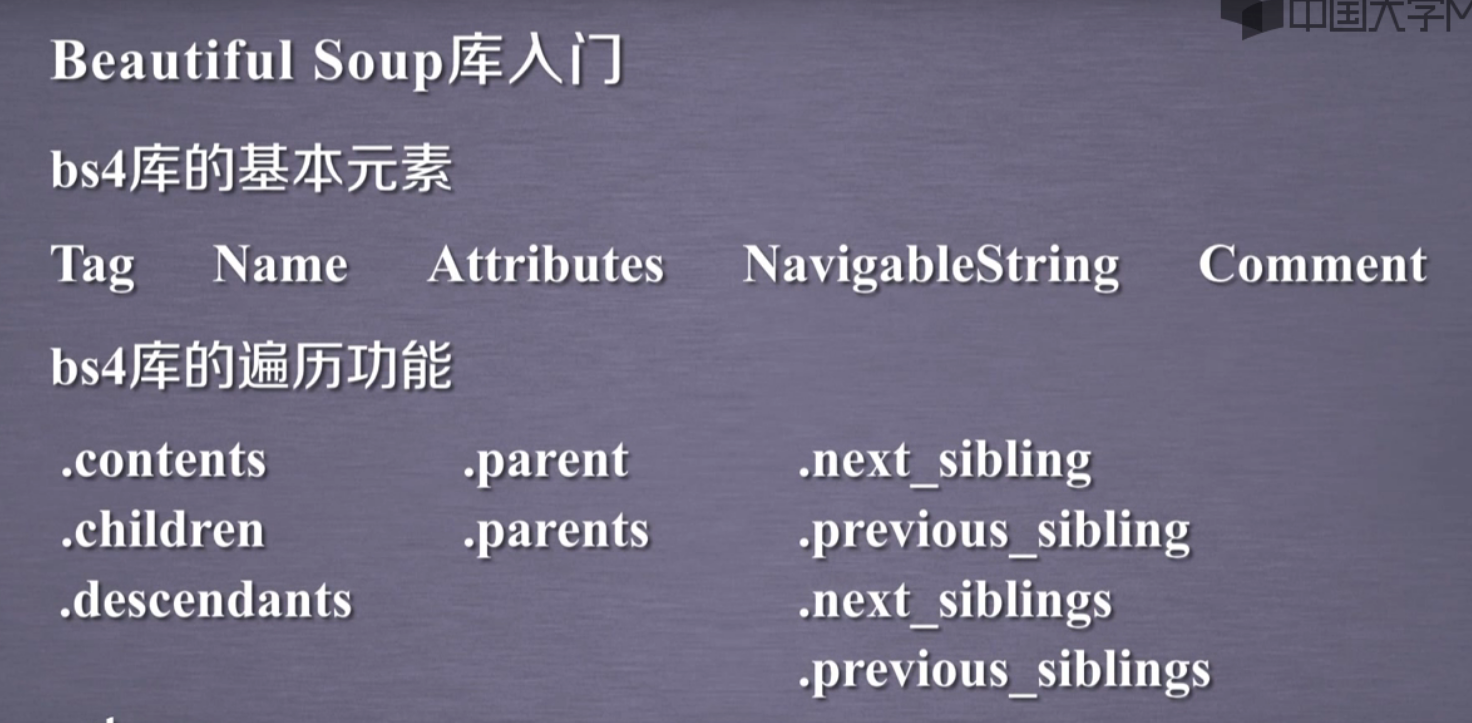 中国大学M
Beautiful Soup库入门
bs4库的基本元素
Tag Name Attributes NavigableString Comment
bs4库的遍历功能
.contents .parent .next_sibling
.children .parents .previous_sibling
.descendants .next_siblings
.previous_siblings